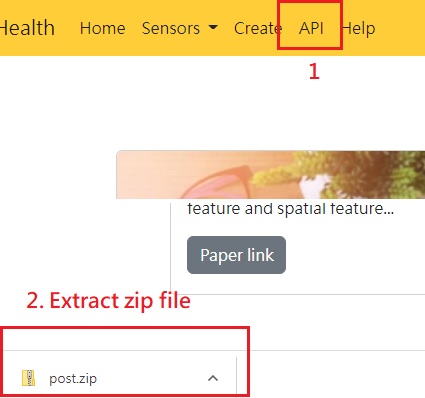 Health Home Sensors Create API Help
1
feature and spatial feature...
Paper link
2. Extract zip file
post.zip